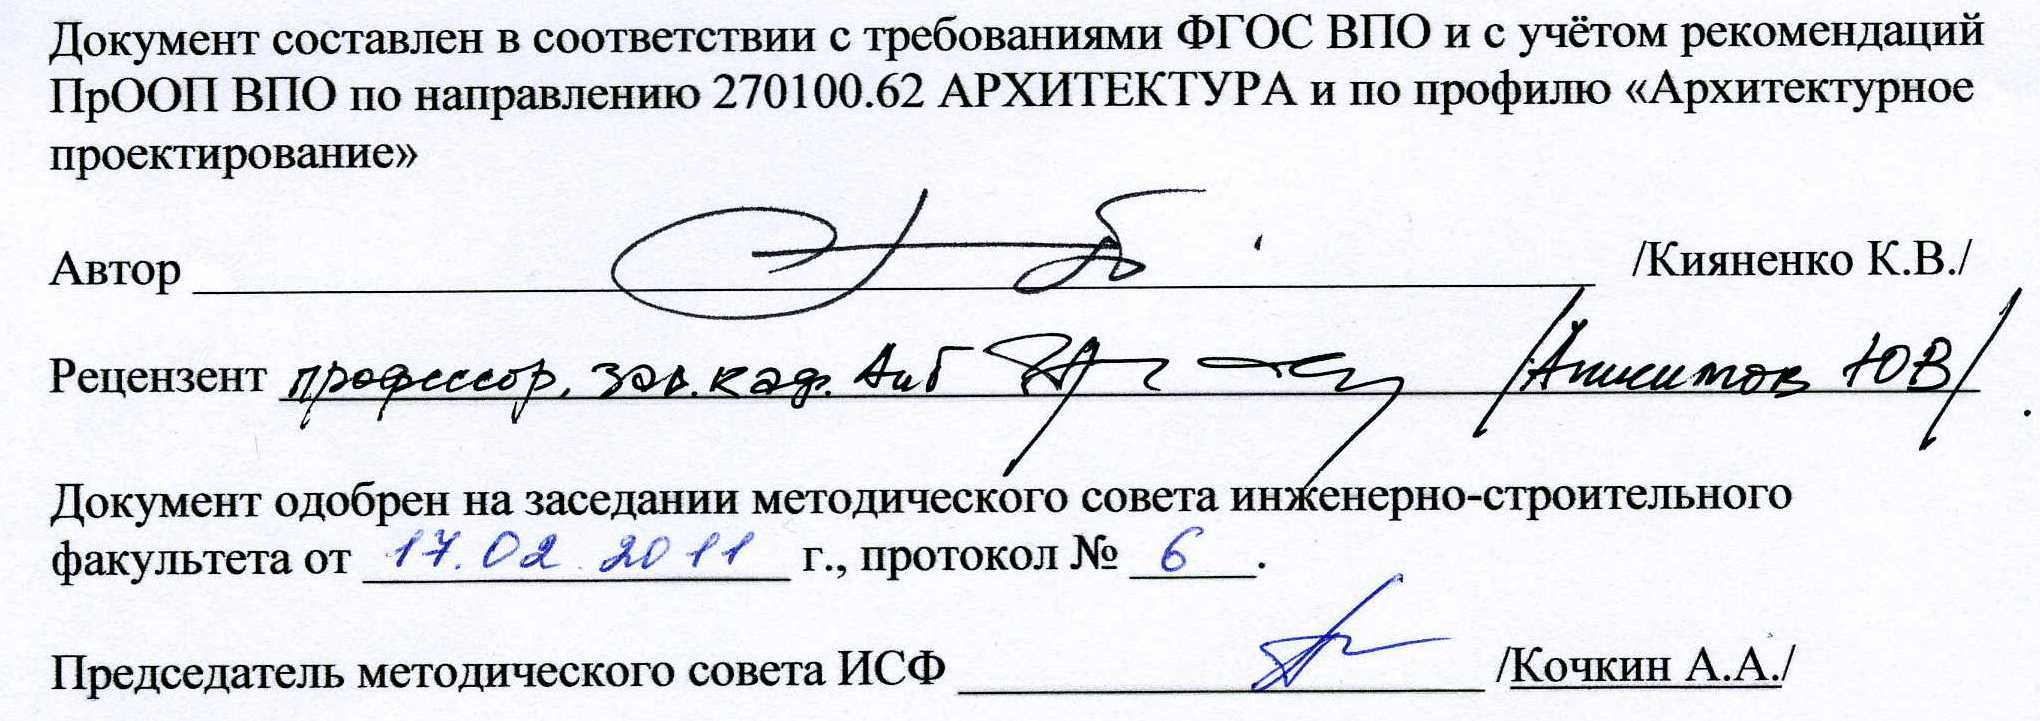 Документ составлен в соответствии с требованиями ФГОС ВПО и с учётом рекомендаций
ПрООП ВПО по направлению 270100.62 АРХИТЕКТУРА и по профилю «Архитектурное
проектирование»
Автор /Кияненко К.В./
Рецензент профессор, зав. каф. АиГ /Анисимов ЮВ/
Документ одобрен на заседании методического совета инженерно-строительного
факультета от 17.02.2011 г., протокол № 6.
Председатель методического совета ИСФ /Кочкин А.А./